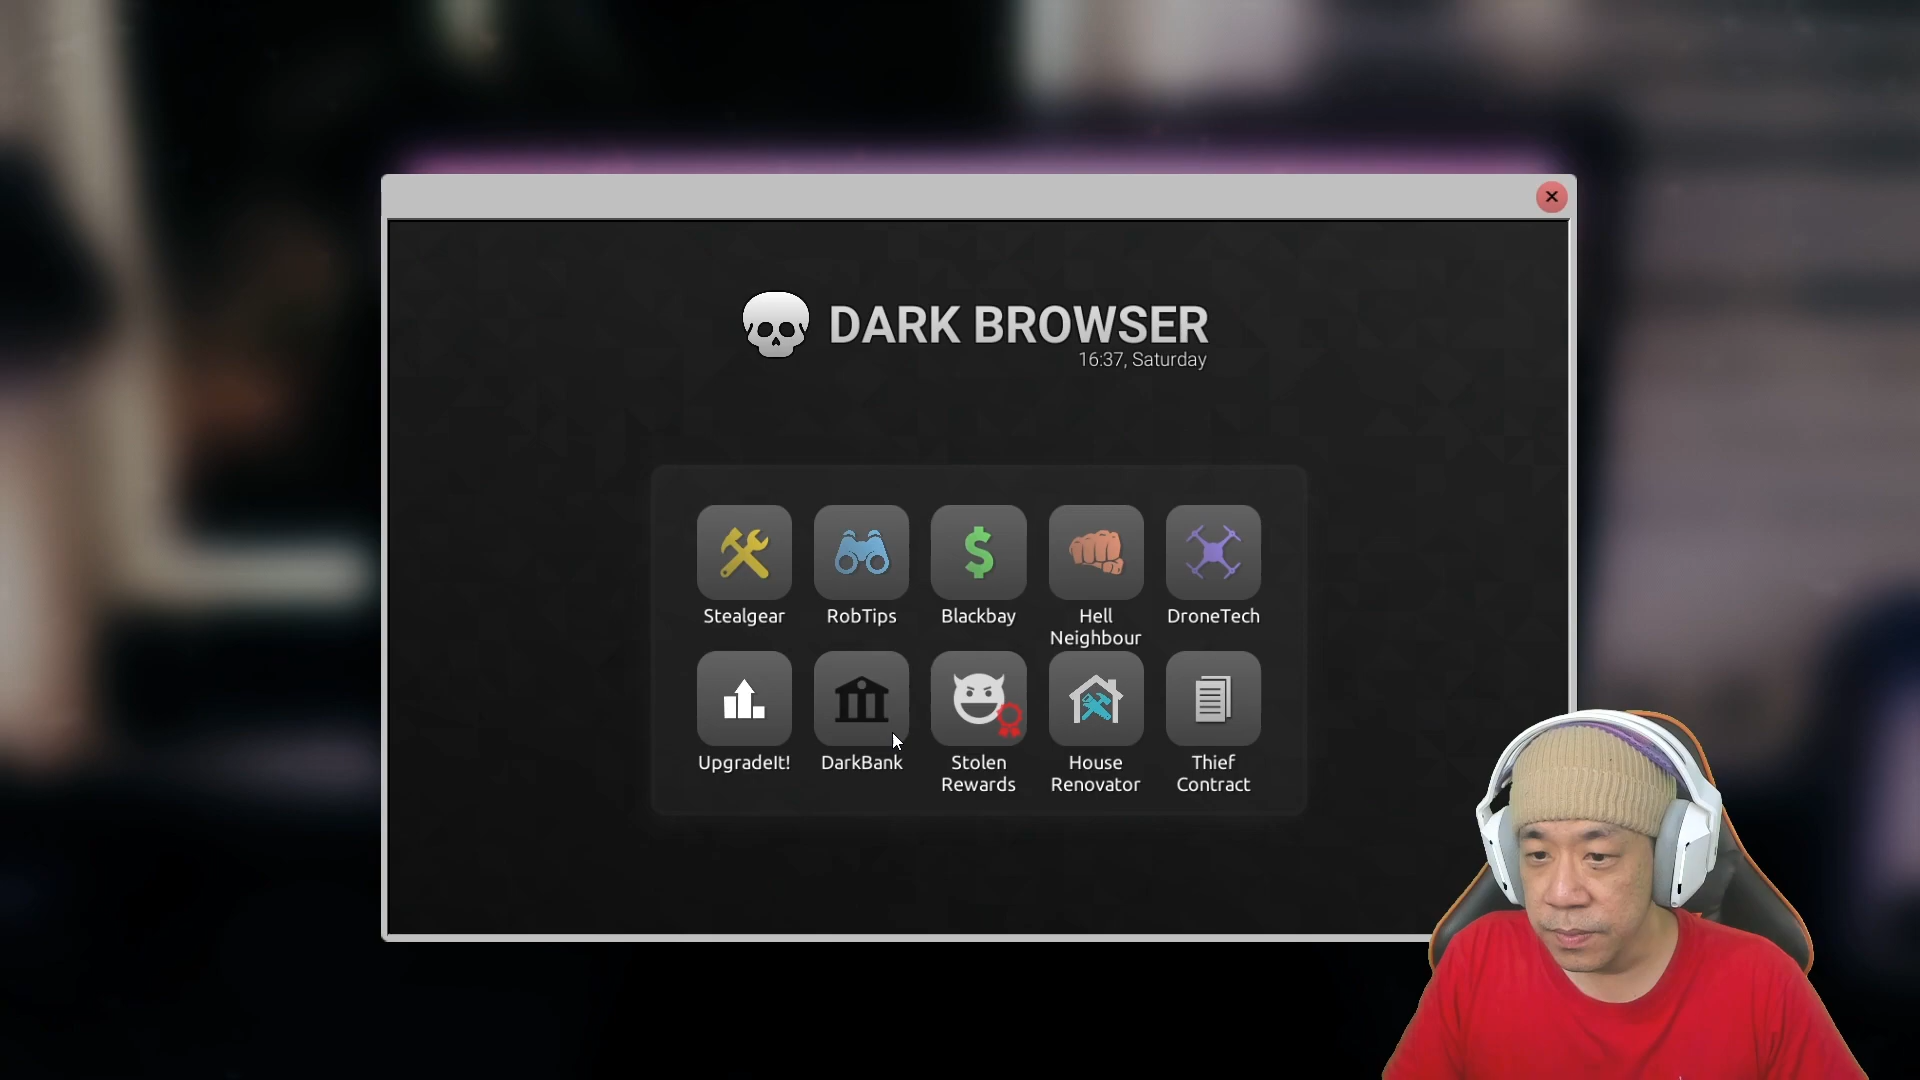 DARK BROWSER
16:37, Saturday
Stealgear
RobTips
Blackbay
Hell
Neighbour
DroneTech
UpgradeIt!
DarkBank
Stolen
Rewards
House
Renovator
Thief
Contract